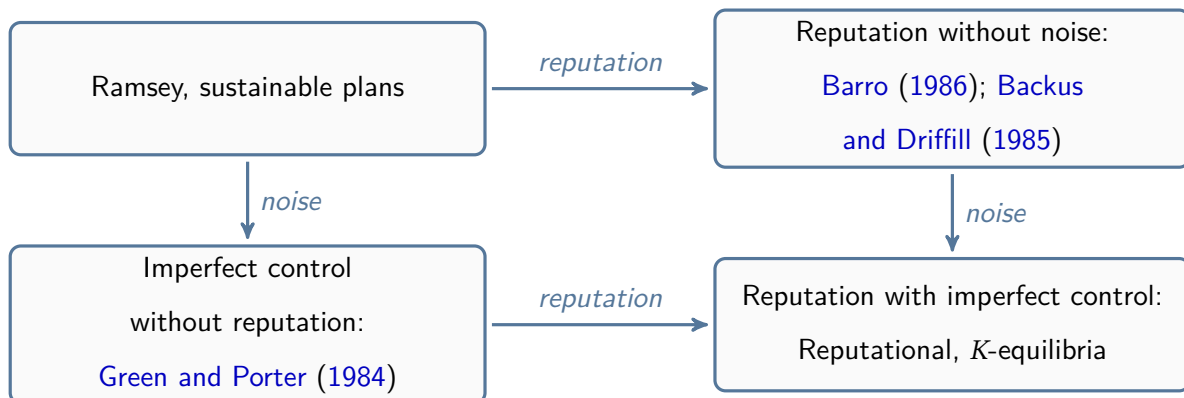 Ramsey, sustainable plans
reputation
Reputation without noise:
Barro (1986); Backus
and Driffill (1985)
noise
noise
Imperfect control
without reputation:
Green and Porter (1984)
reputation
Reputation with imperfect control:
Reputational, K-equilibria